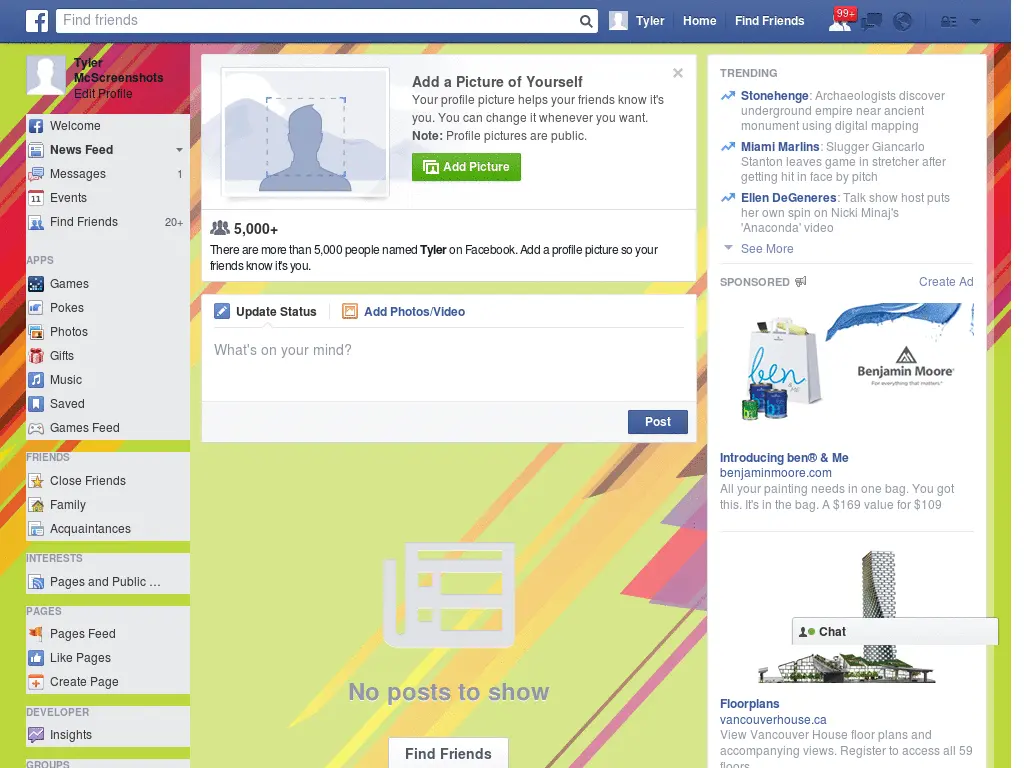 Find friends
Tyler
Home
Find Friends
99+
Tyler
McScreenshots
Edit Profile
Welcome
News Feed
Messages 1
11 Events
Find Friends 20+
APPS
Games
Pokes
Photos
Gifts
Music
Saved
Games Feed
FRIENDS
Close Friends
Family
Acquaintances
INTERESTS
Pages and Public ...
PAGES
Pages Feed
Like Pages
Create Page
DEVELOPER
Insights
GROUPS
Add a Picture of Yourself
Your profile picture helps your friends know it's
you. You can change it whenever you want.
Note: Profile pictures are public.
Add Picture
5,000+
There are more than 5,000 people named Tyler on Facebook. Add a profile picture so your
friends know it's you.
Update Status
Add Photos/Video
What's on your mind?
Post
No posts to show
Find Friends
TRENDING
Stonehenge: Archaeologists discover
underground empire near ancient
monument using digital mapping
Miami Marlins: Slugger Giancarlo
Stanton leaves game in stretcher after
getting hit in face by pitch
Ellen DeGeneres: Talk show host puts
her own spin on Nicki Minaj's
'Anaconda' video
See More
SPONSORED
Create Ad
ben
& me
Benjamin Moore®
For everything that matters.™
Introducing ben® & Me
benjaminmoore.com
All your painting needs in one bag. You got
this. It's in the bag. A $169 value for $109
Chat
Floorplans
vancouverhouse.ca
View Vancouver House floor plans and
accompanying views. Register to access all 59
floors